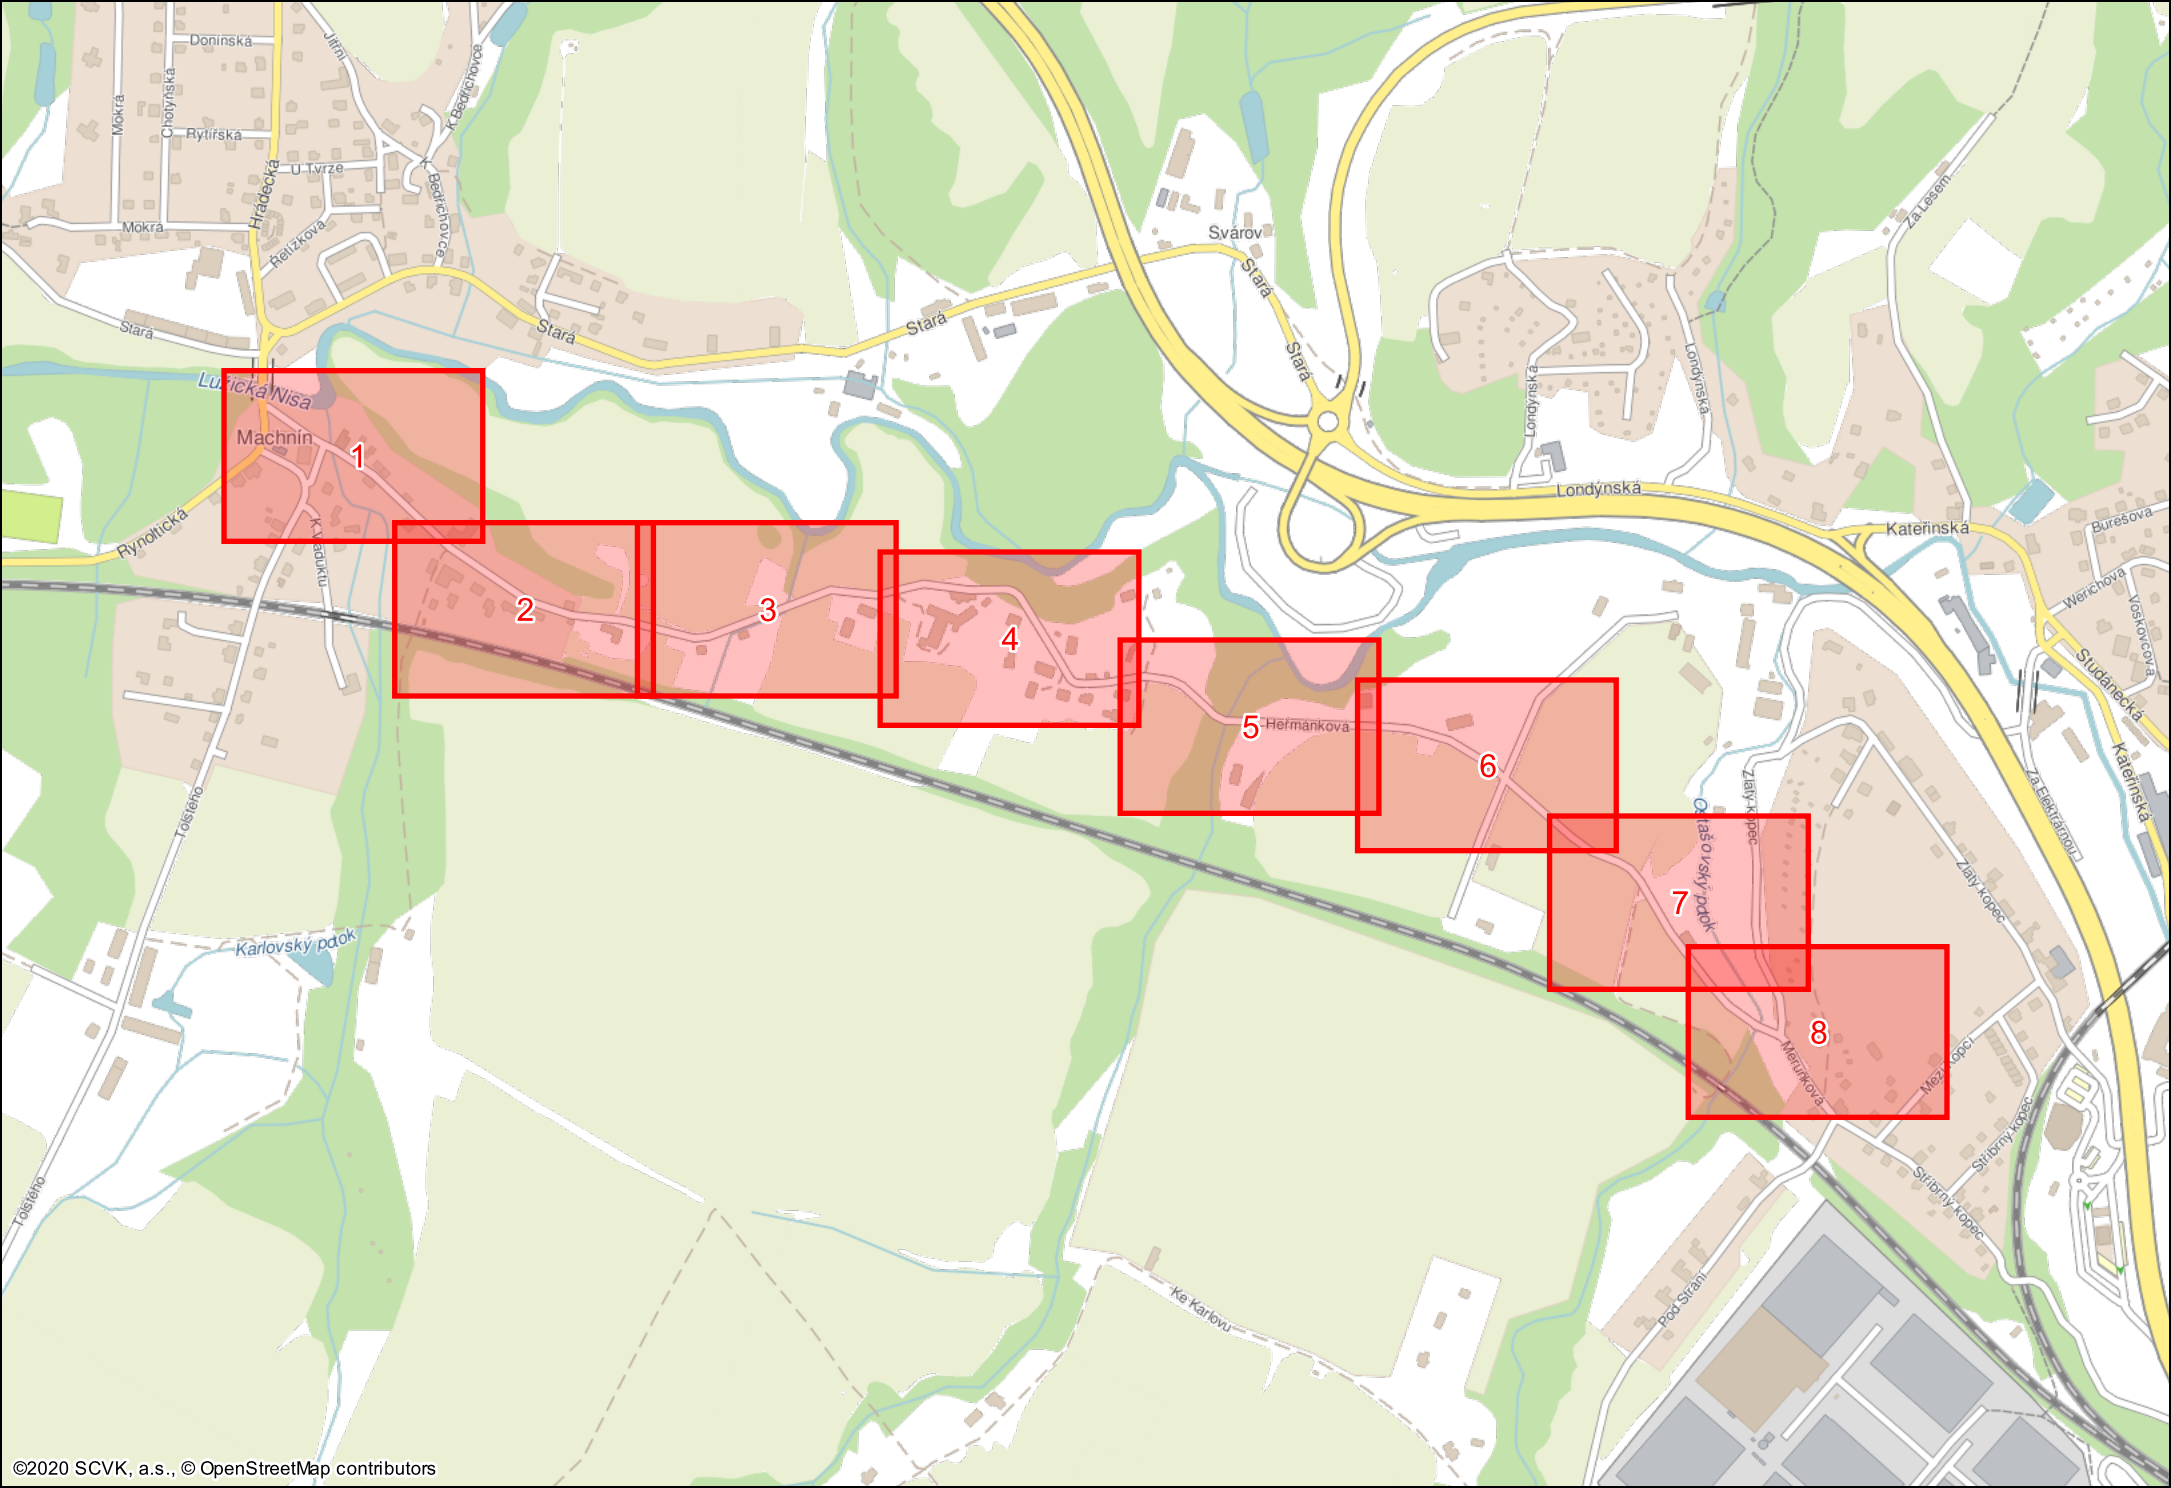 Donínská
Jitřní
K Bedřichovce
Mokrá
Chotyňská
Rytířská
U Tvrze
K Bedřichovce
Hrádecká
Mokrá
Řetízkova
Za Lesem
Svárov
Stará
Stará
Stará
Stará
Stará
Londýnská
Londýnská
Lužická Nisa
Machnín
1
Londýnská
Kateřinská
Burešova
Rynoltická
K Viaduktu
Werichova
Voskovcova
2
3
4
Studánecká
5
Heřmánková
6
Kateřinská
Zlatý kopec
Za Elektrárnou
Tolstého
Ostašovský potok
7
Zlatý kopec
Karlovský potok
8
Meruňková
Mezi Kopci
Stříbrný kopec
Stříbrný kopec
Tolstého
Ke Karlovu
Pod Strání
©2020 SCVK, a.s., © OpenStreetMap contributors